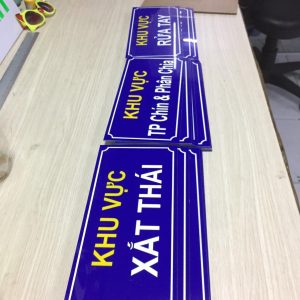 KHU VỰC
RỬA TAY
KHU VỰC
TP Chín & Phân Chia
KHU VỰC
XẮT THÁI